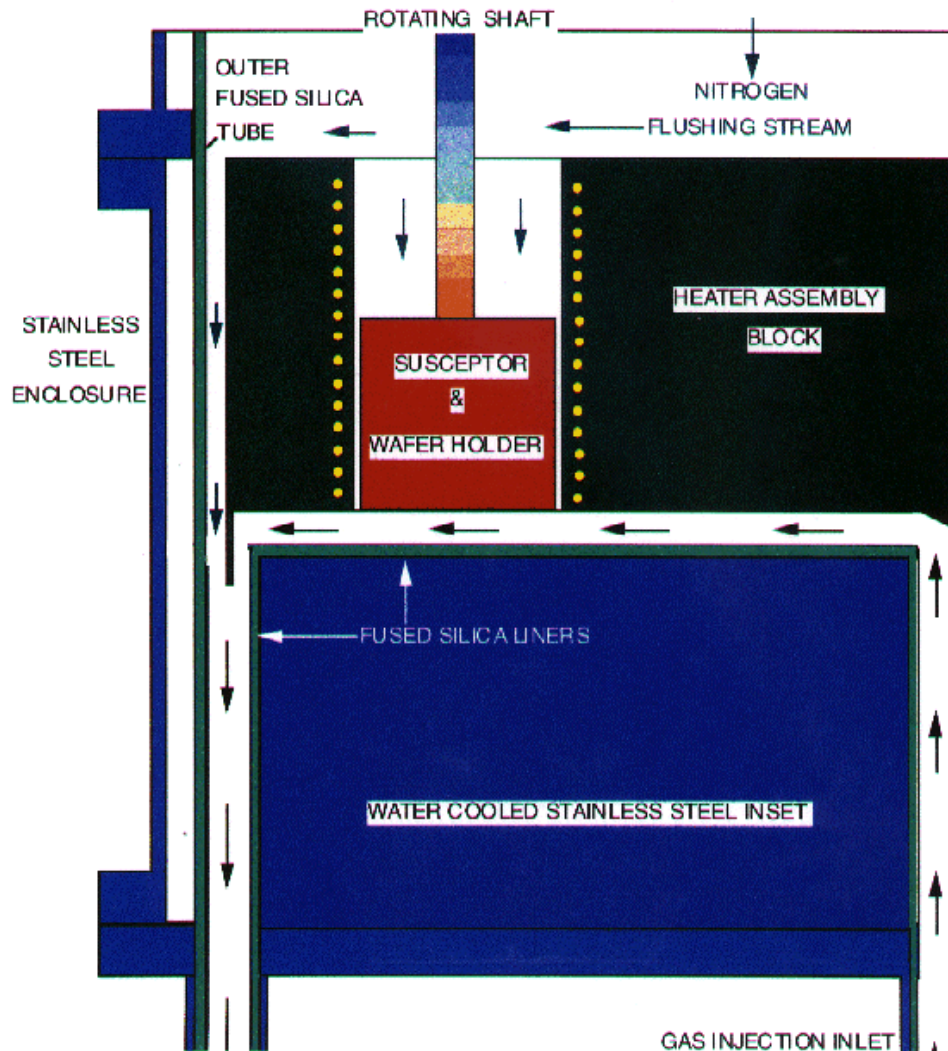 ROTATING SHAFT
OUTER
FUSED SILICA
TUBE
NITROGEN
FLUSHING STREAM
HEATER ASSEMBLY
BLOCK
STAINLESS
STEEL
ENCLOSURE
SUSCEPTOR
&
WAFER HOLDER
FUSED SILICA LINERS
WATER COOLED STAINLESS STEEL INSET
GAS INJECTION INLET